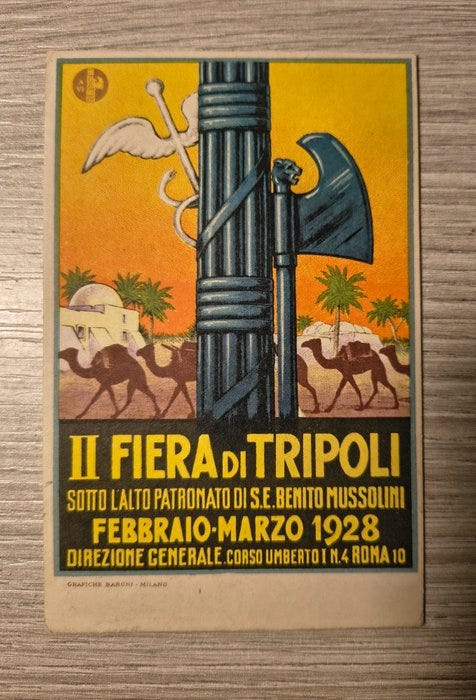 II FIERA DI TRIPOLI
SOTTO L'ALTO PATRONATO DI S.E. BENITO MUSSOLINI
FEBBRAIO-MARZO 1928
DIREZIONE GENERALE. CORSO UMBERTO I N.4 ROMA 10
GRAFICHE BARONI - MILANO